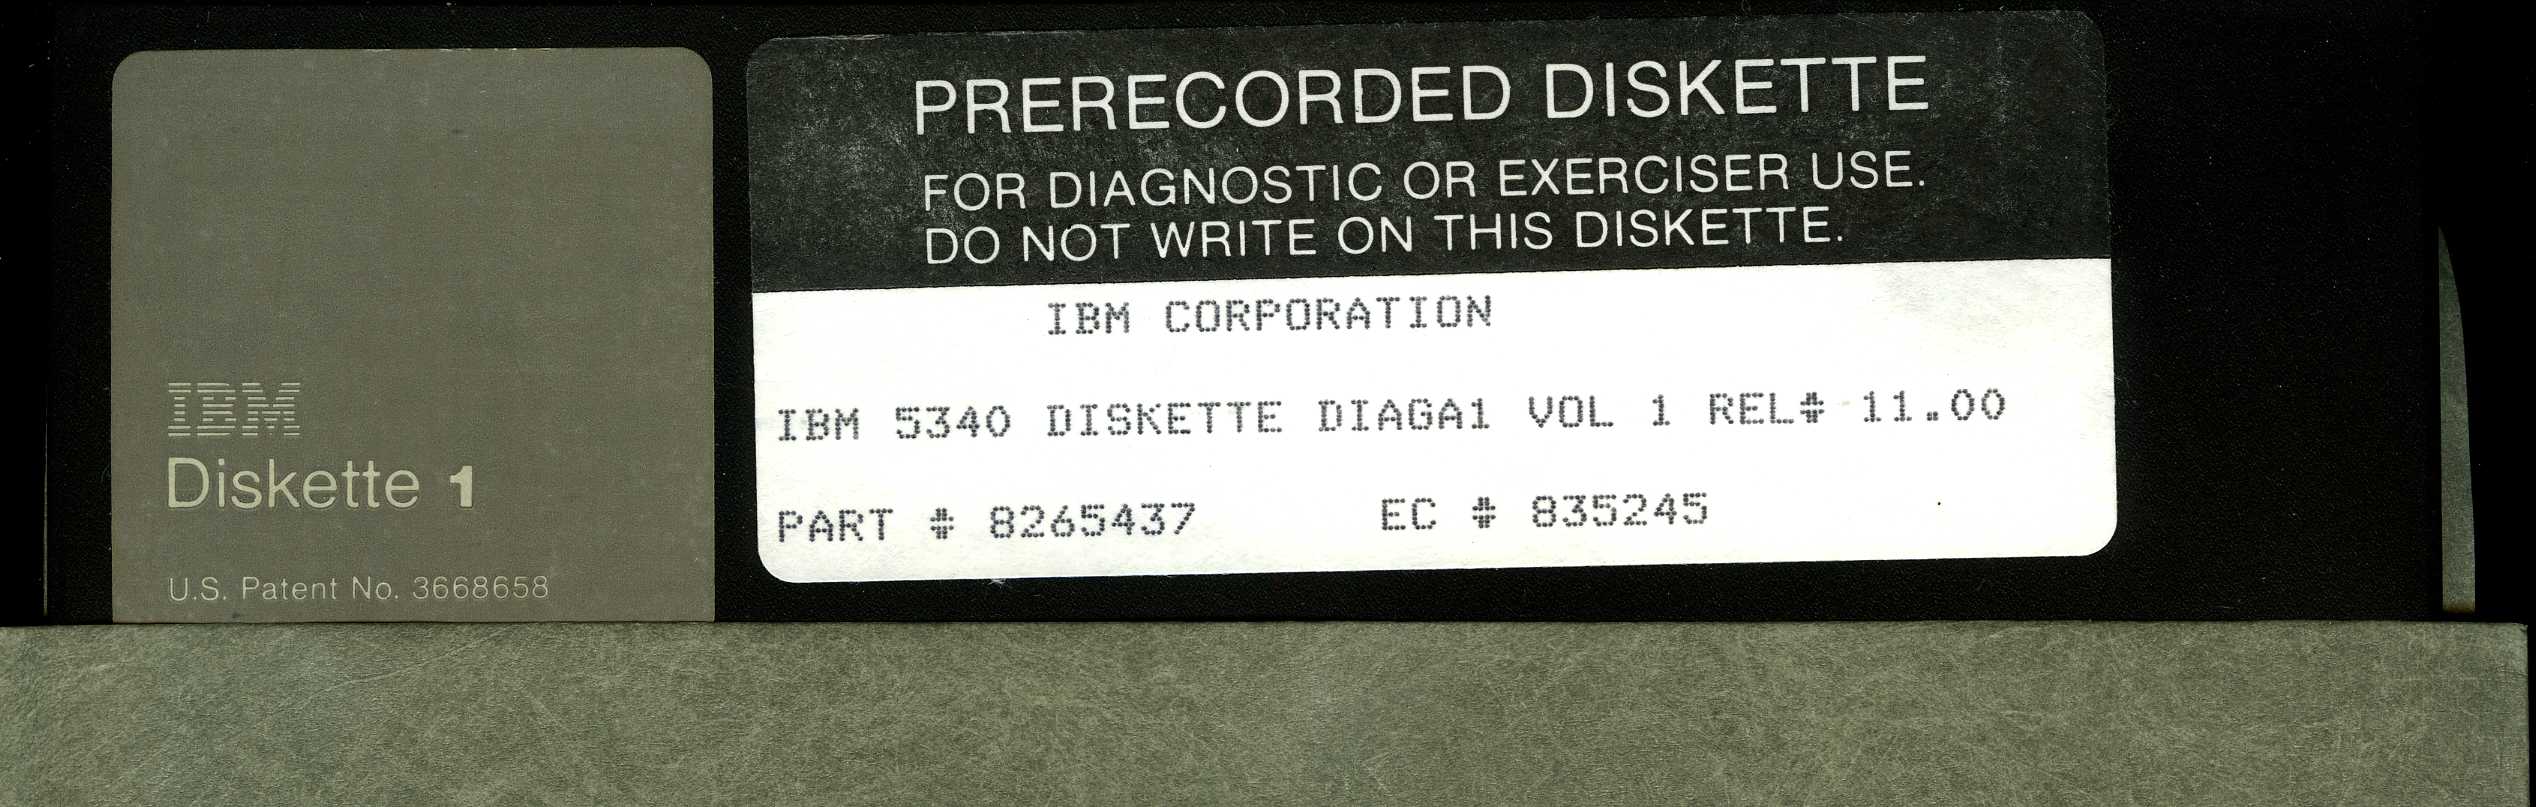 IBM
Diskette 1
U.S. Patent No. 3668658
PRERECORDED DISKETTE
FOR DIAGNOSTIC OR EXERCISER USE.
DO NOT WRITE ON THIS DISKETTE.
IBM CORPORATION
IBM 5340 DISKETTE DIAGA1 VOL 1 REL# 11.00
PART # 8265437 EC # 835245